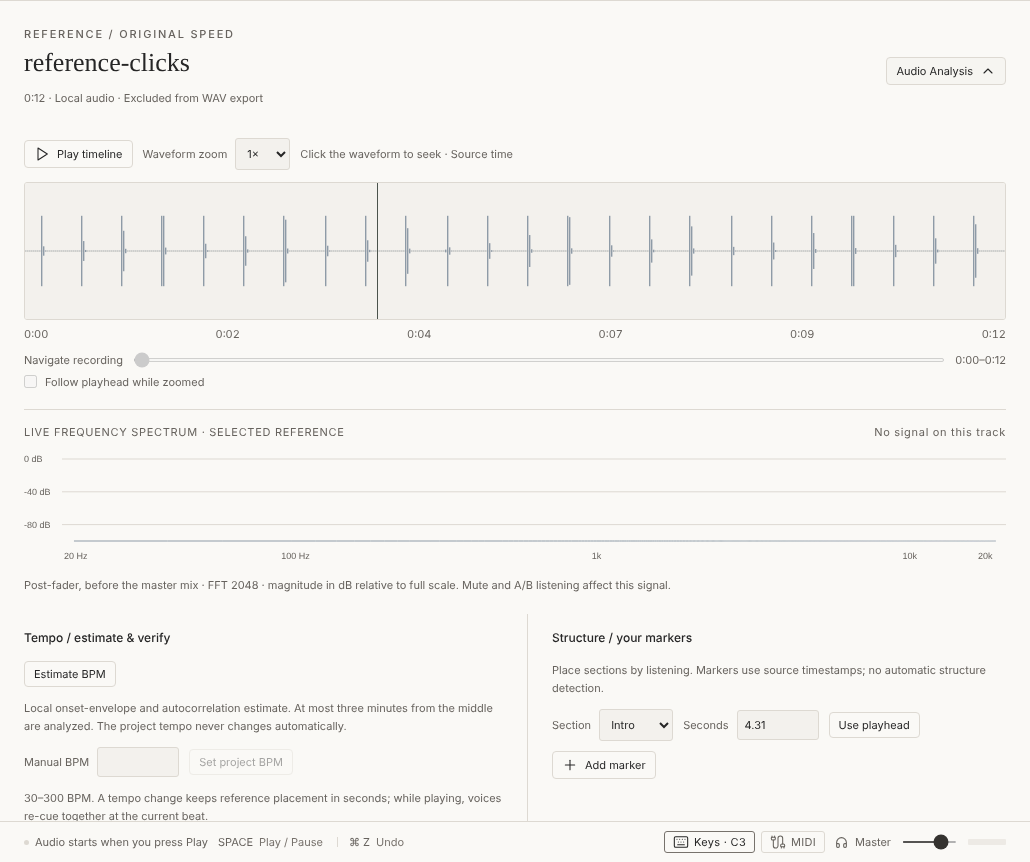 REFERENCE / ORIGINAL SPEED
reference-clicks
0:12 · Local audio · Excluded from WAV export
Audio Analysis
Play timeline
Waveform zoom
1×
Click the waveform to seek · Source time
0:00 0:02 0:04 0:07 0:09 0:12
Navigate recording
0:00–0:12
Follow playhead while zoomed
LIVE FREQUENCY SPECTRUM · SELECTED REFERENCE
No signal on this track
0 dB
-40 dB
-80 dB
20 Hz 100 Hz 1k 10k 20k
Post-fader, before the master mix · FFT 2048 · magnitude in dB relative to full scale. Mute and A/B listening affect this signal.
Tempo / estimate & verify
Estimate BPM
Local onset-envelope and autocorrelation estimate. At most three minutes from the middle
are analyzed. The project tempo never changes automatically.
Manual BPM
Set project BPM
30–300 BPM. A tempo change keeps reference placement in seconds; while playing, voices
re-cue together at the current beat.
Structure / your markers
Place sections by listening. Markers use source timestamps; no automatic structure
detection.
Section
Intro
Seconds
4.31
Use playhead
Add marker
Audio starts when you press Play
SPACE Play / Pause
⌘ Z Undo
Keys · C3
MIDI
Master